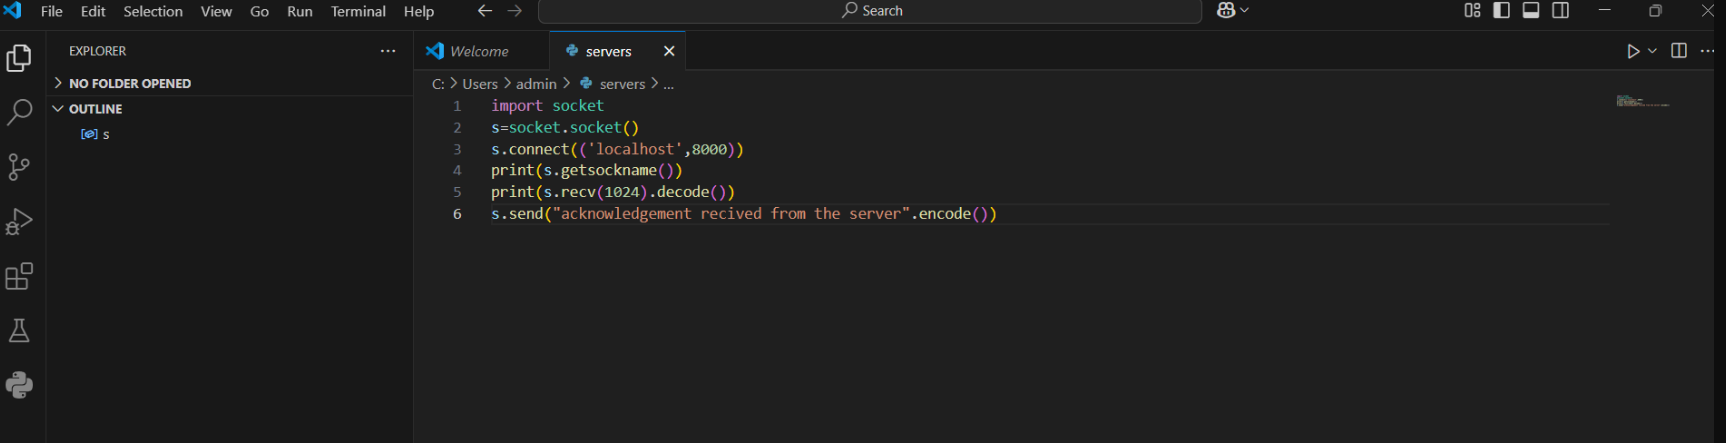 File Edit Selection View Go Run Terminal Help Search
EXPLORER ...
Welcome servers
NO FOLDER OPENED
C: > Users > admin > servers > ...
OUTLINE
s
1 import socket
2 s=socket.socket()
3 s.connect(('localhost',8000))
4 print(s.getsockname())
5 print(s.recv(1024).decode())
6 s.send("acknowledgement recived from the server".encode())